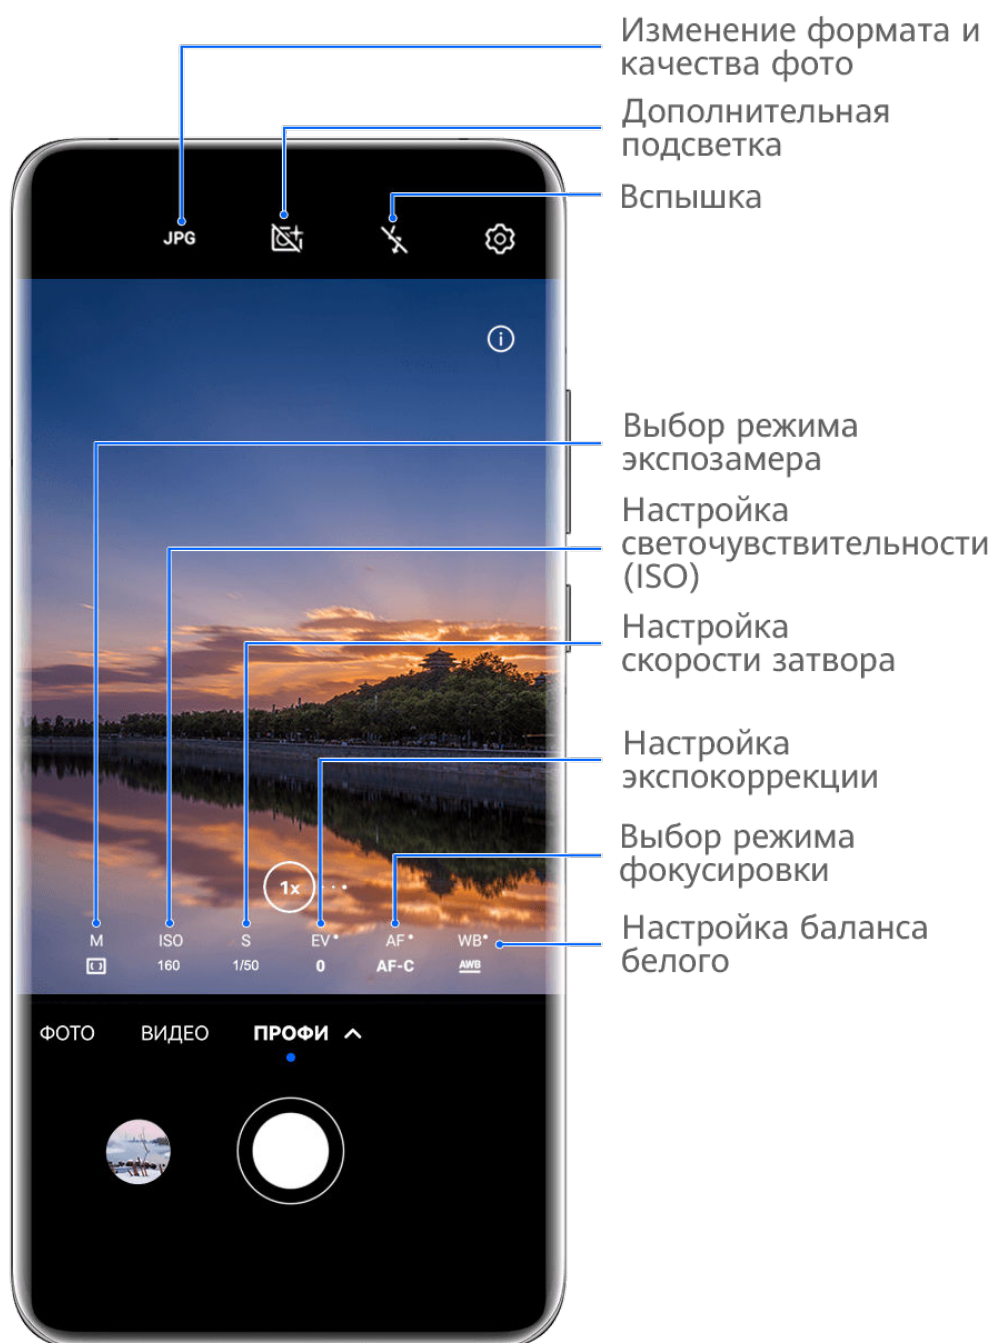 Изменение формата и
качества фото
Дополнительная
подсветка
Вспышка
JPG
Выбор режима
экспозамера
Настройка
светочувствительности
(ISO)
Настройка
скорости затвора
Настройка
экспокоррекции
Выбор режима
фокусировки
1x
Настройка баланса
белого
M ISO S EV AF WB
160 1/50 0 AF-C AWB
ФОТО ВИДЕО ПРОФИ